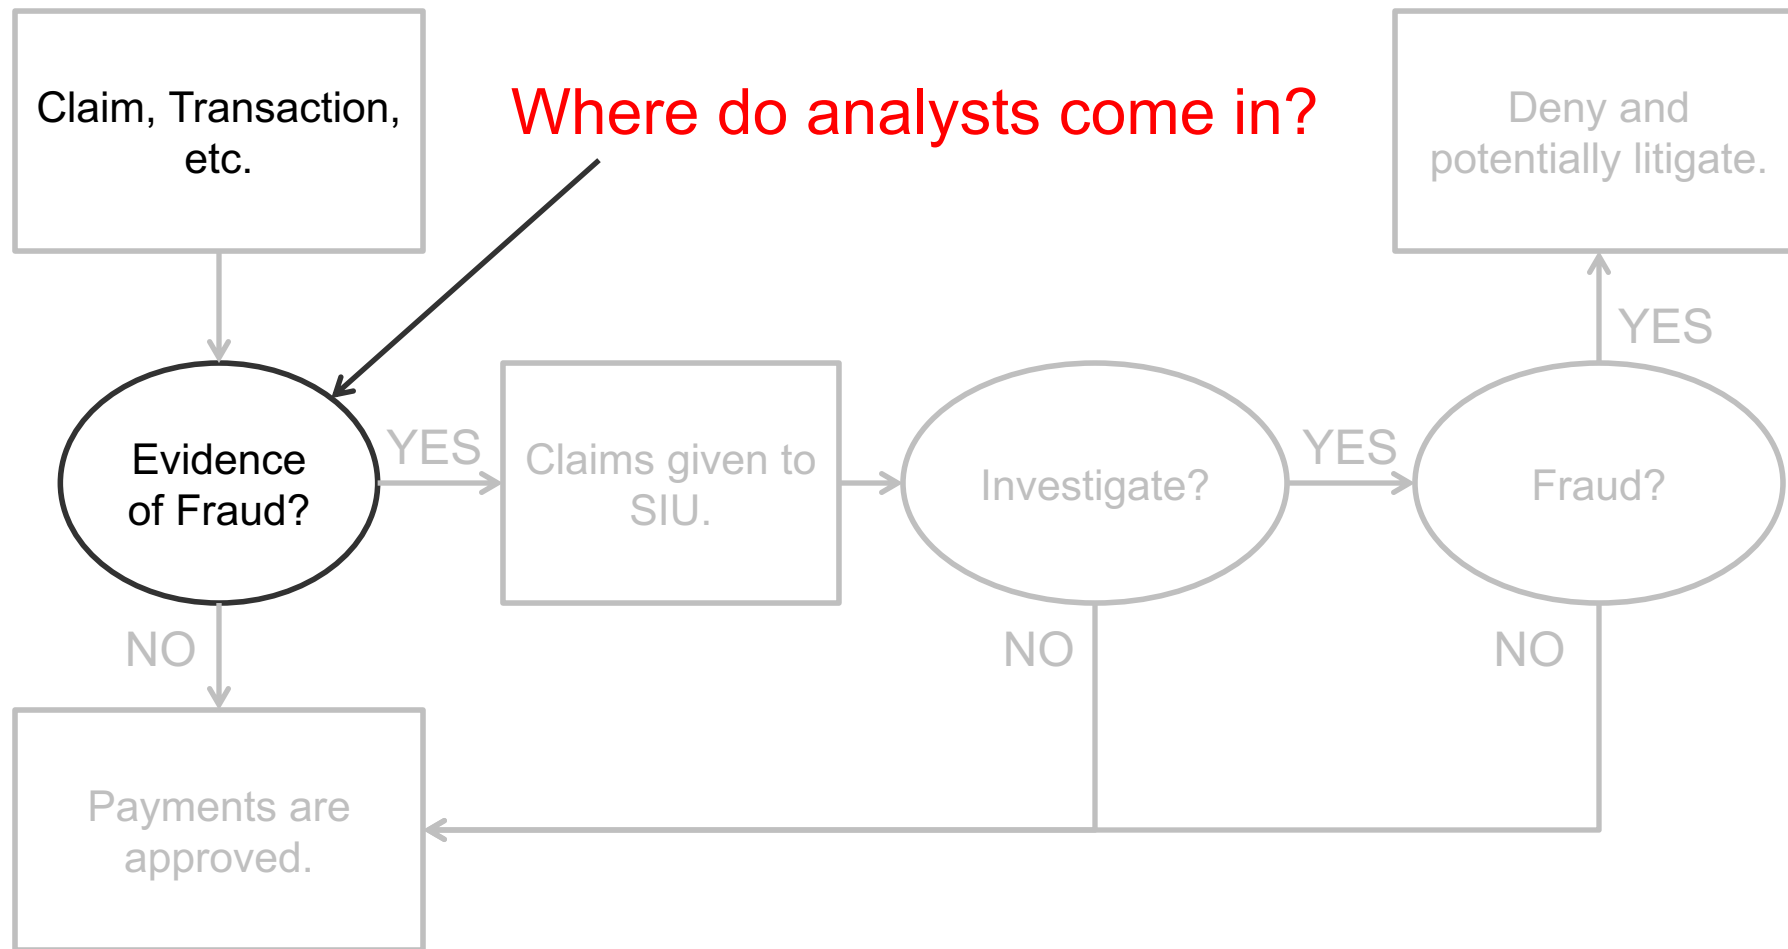 Claim, Transaction,
etc.
Where do analysts come in?
Deny and
potentially litigate.
YES
Evidence
of Fraud?
YES
Claims given to
SIU.
Investigate?
YES
Fraud?
NO
NO
NO
Payments are
approved.